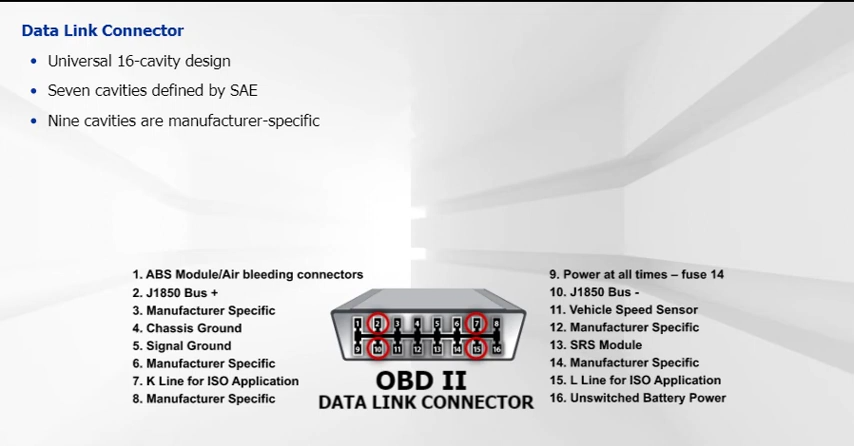 Data Link Connector
• Universal 16-cavity design
• Seven cavities defined by SAE
• Nine cavities are manufacturer-specific
1. ABS Module/Air bleeding connectors
2. J1850 Bus +
3. Manufacturer Specific
4. Chassis Ground
5. Signal Ground
6. Manufacturer Specific
7. K Line for ISO Application
8. Manufacturer Specific
1 2 3 4 5 6 7 8
9 10 11 12 13 14 15 16
OBD II
DATA LINK CONNECTOR
9. Power at all times – fuse 14
10. J1850 Bus -
11. Vehicle Speed Sensor
12. Manufacturer Specific
13. SRS Module
14. Manufacturer Specific
15. L Line for ISO Application
16. Unswitched Battery Power